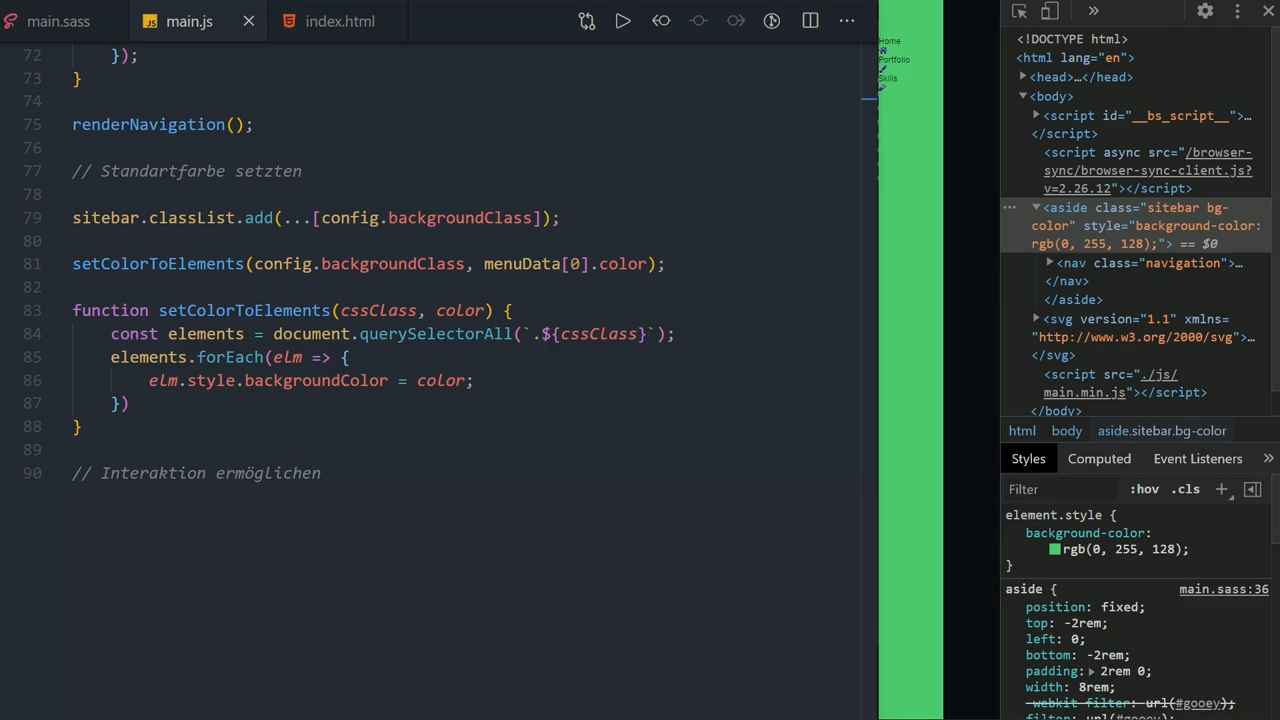 main.sass
JS main.js
index.html
72 });
73 }
74
75 renderNavigation();
76
77 // Standartfarbe setzten
78
79 sitebar.classList.add(...[config.backgroundClass]);
80
81 setColorToElements(config.backgroundClass, menuData[0].color);
82
83 function setColorToElements(cssClass, color) {
84 const elements = document.querySelectorAll(`.${cssClass}`);
85 elements.forEach(elm => {
86 elm.style.backgroundColor = color;
87 })
88 }
89
90 // Interaktion ermöglichen
Home
Portfolio
Skills
<!DOCTYPE html>
<html lang="en">
<head>…</head>
<body>
<script id="__bs_script__">…
</script>
<script async src="/browser-
sync/browser-sync-client.js?
v=2.26.12"></script>
<aside class="sitebar bg-
color" style="background-color:
rgb(0, 255, 128);"> == $0
<nav class="navigation">…
</nav>
</aside>
<svg version="1.1" xmlns=
"http://www.w3.org/2000/svg">…
</svg>
<script src="./js/
main.min.js"></script>
</body>
html body aside.sitebar.bg-color
Styles Computed Event Listeners
Filter :hov .cls
element.style {
background-color:
rgb(0, 255, 128);
}
aside { main.sass:36
position: fixed;
top: -2rem;
left: 0;
bottom: -2rem;
padding: 2rem 0;
width: 8rem;
-webkit-filter: url(#gooey);
filter: url(#gooey);